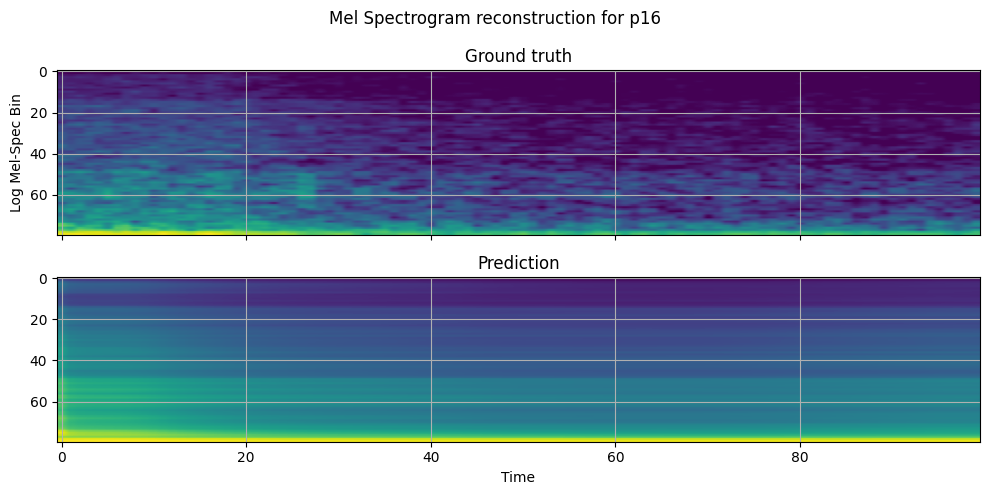 Mel Spectrogram reconstruction for p16
Ground truth
0
20
40
60
Log Mel-Spec Bin
Prediction
0
20
40
60
0 20 40 60 80
Time